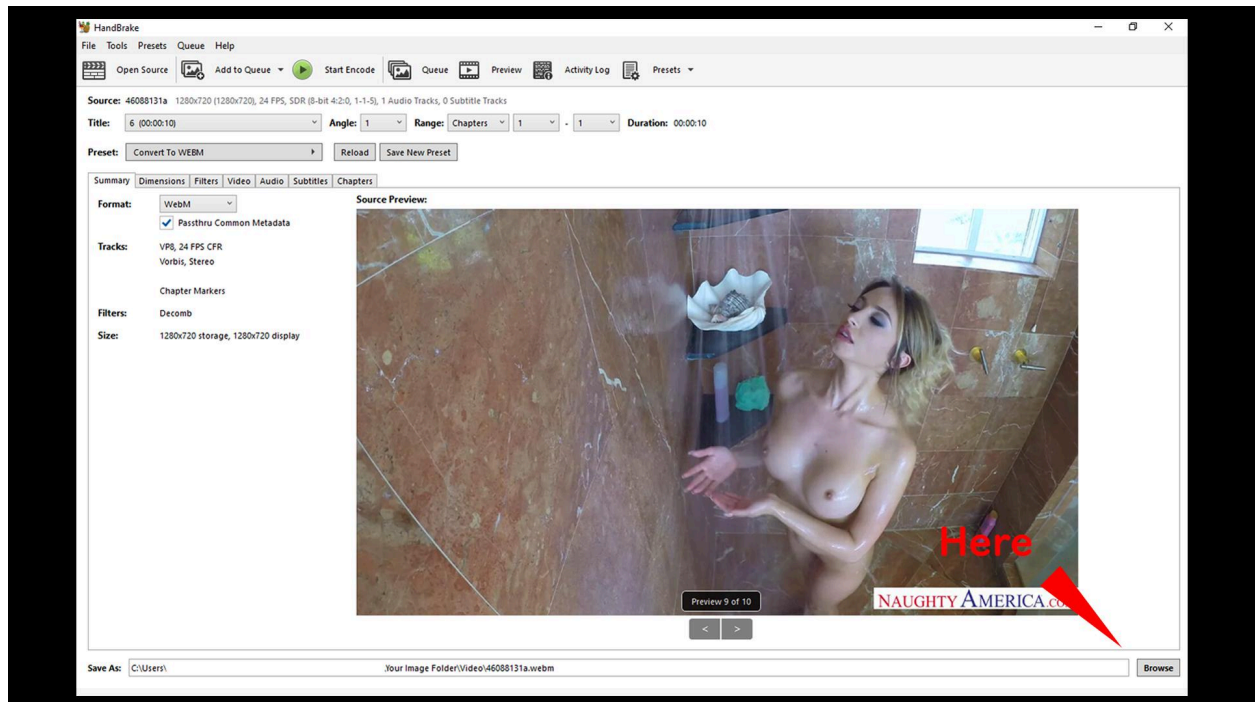 HandBrake
File Tools Presets Queue Help
Open Source Add to Queue Start Encode Queue Preview Activity Log Presets
Source: 46088131a 1280x720 (1280x720), 24 FPS, SDR (8-bit 4:2:0, 1-1-5), 1 Audio Tracks, 0 Subtitle Tracks
Title: 6 (00:00:10) Angle: 1 Range: Chapters 1 - 1 Duration: 00:00:10
Preset: Convert To WEBM Reload Save New Preset
Summary Dimensions Filters Video Audio Subtitles Chapters
Format: WebM Source Preview:
Passthru Common Metadata
Tracks: VP8, 24 FPS CFR
Vorbis, Stereo
Chapter Markers
Filters: Decomb
Size: 1280x720 storage, 1280x720 display
Here
Preview 9 of 10 NAUGHTY AMERICA.co
< >
Save As: C:\Users\ .Your Image Folder\Video\46088131a.webm Browse